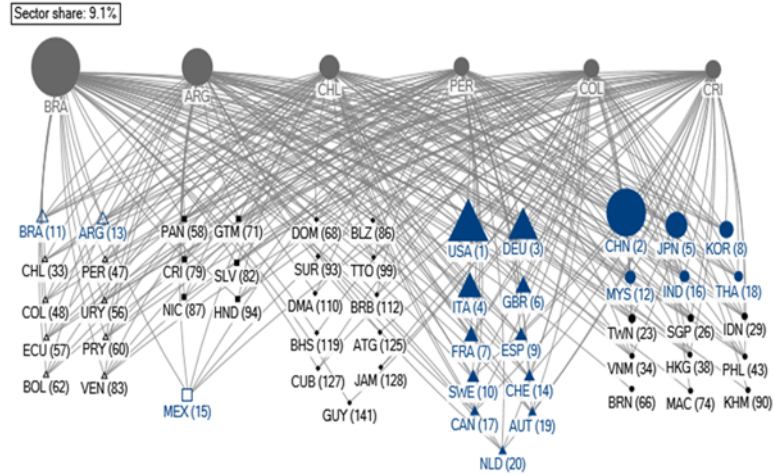 Sector share: 9.1%
BRA ARG CHL PER COL CRI
BRA (11) ARG (13) PAN (58) GTM (71) DOM (68) BLZ (86) USA (1) DEU (3) CHN (2) JPN (5) KOR (8)
CHL (33) PER (47) CRI (79) SLV (82) SUR (93) TTO (99) ITA (4) GBR (6) MYS (12) IND (16) THA (18)
COL (48) URY (56) NIC (87) HND (94) DMA (110) BRB (112) TWN (23) SGP (26) IDN (29)
ECU (57) PRY (60) BHS (119) ATG (125) FRA (7) ESP (9) VNM (34) HKG (38) PHL (43)
BOL (62) VEN (83) CUB (127) JAM (128) SWE (10) CHE (14) BRN (66) MAC (74) KHM (90)
MEX (15) GUY (141) CAN (17) AUT (19)
NLD (20)